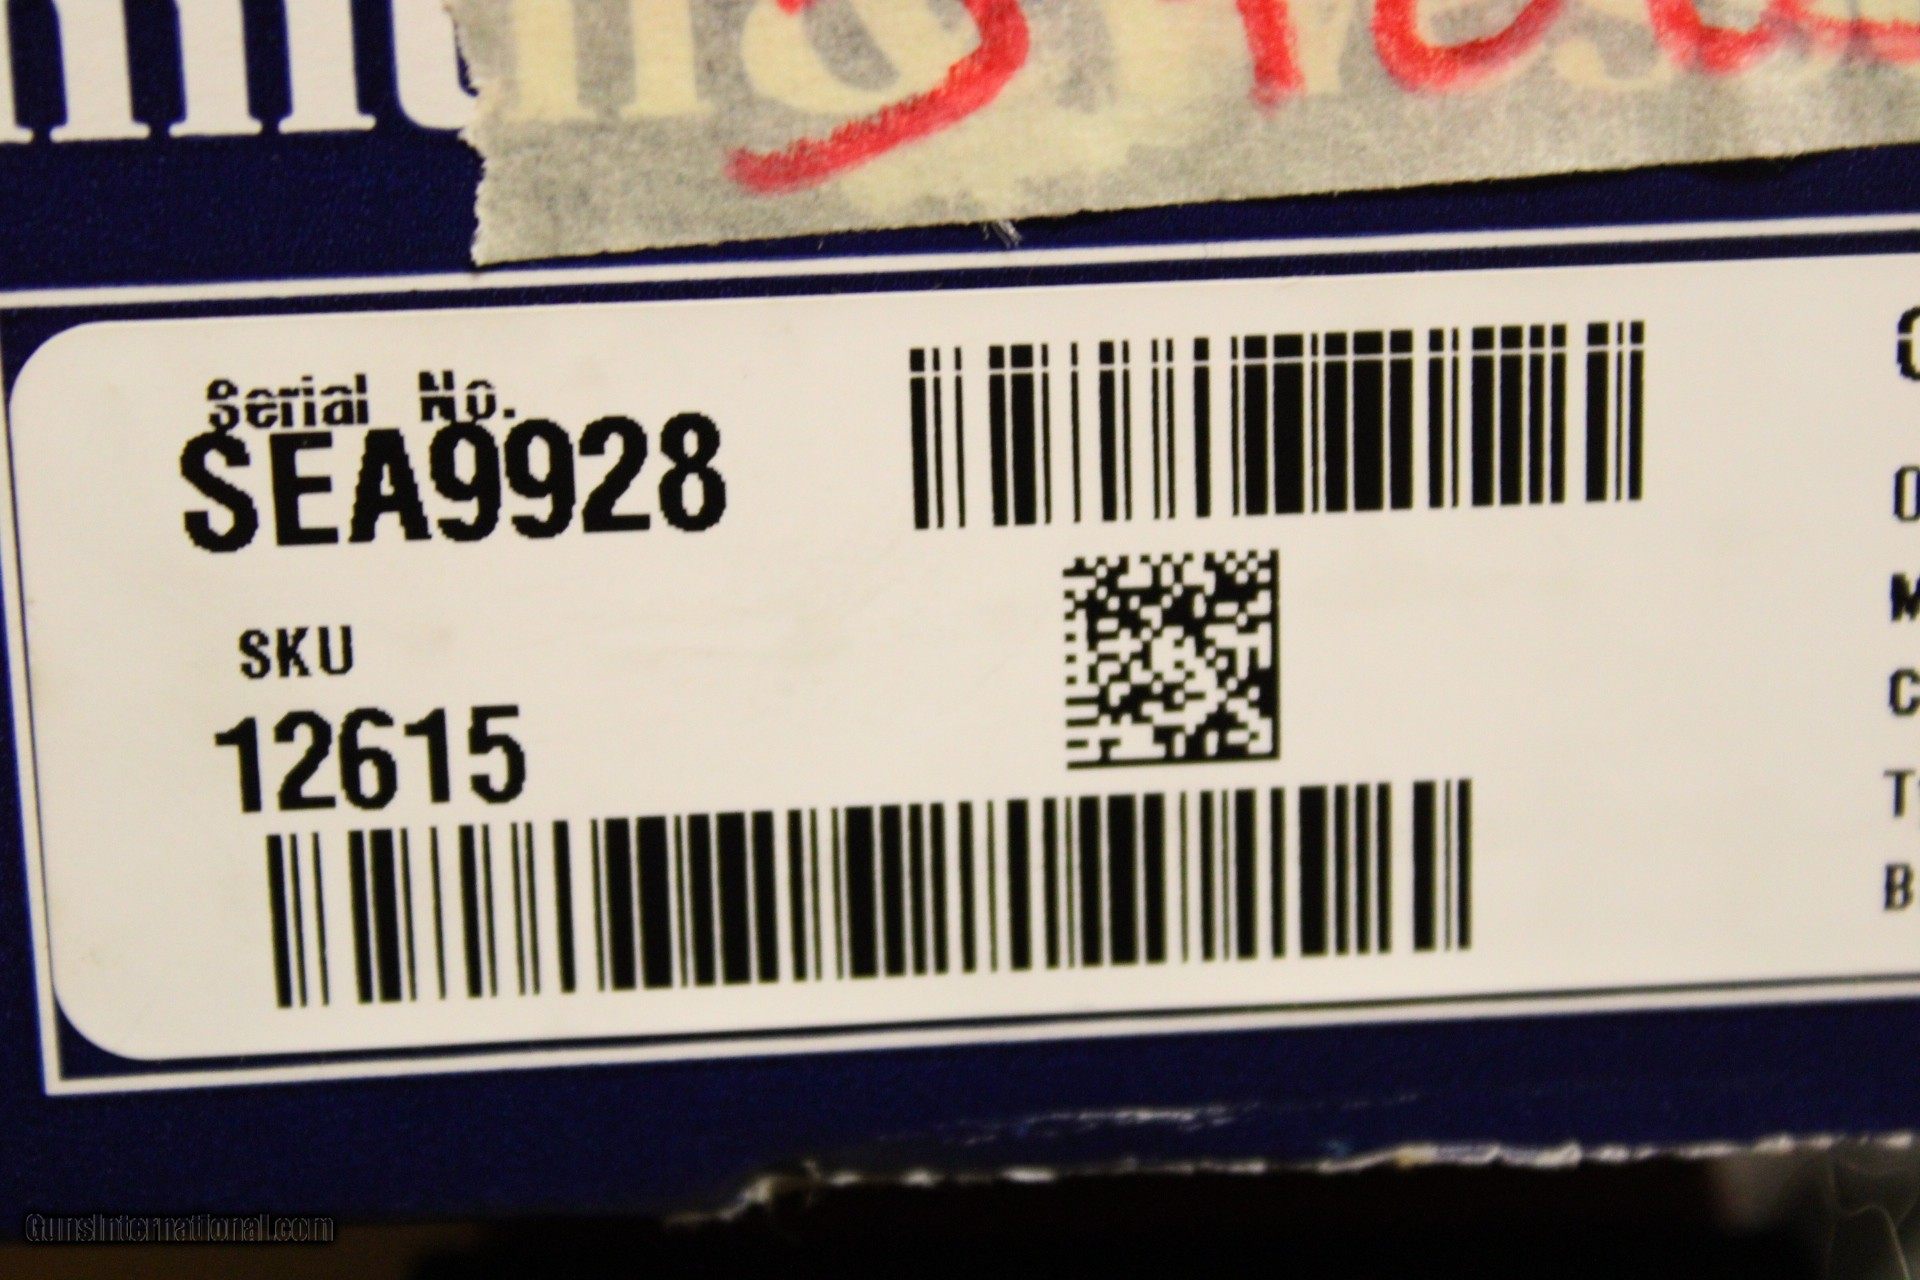 Serial No.
SEA9928
SKU
12615
GunsInternational.com